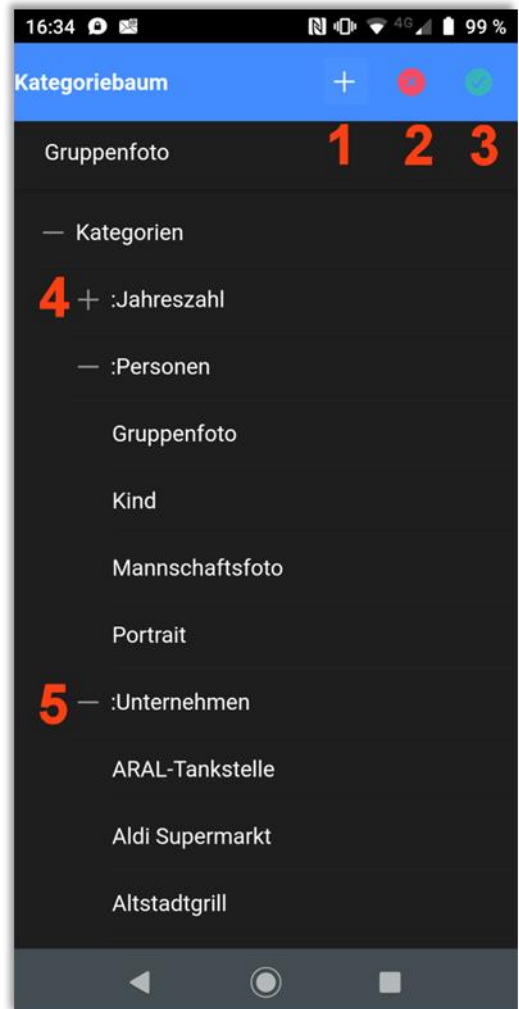 16:34 4G 99 %
Kategoriebaum
1 2 3
Gruppenfoto
Kategorien
4 :Jahreszahl
:Personen
Gruppenfoto
Kind
Mannschaftsfoto
Portrait
5 :Unternehmen
ARAL-Tankstelle
Aldi Supermarkt
Altstadtgrill